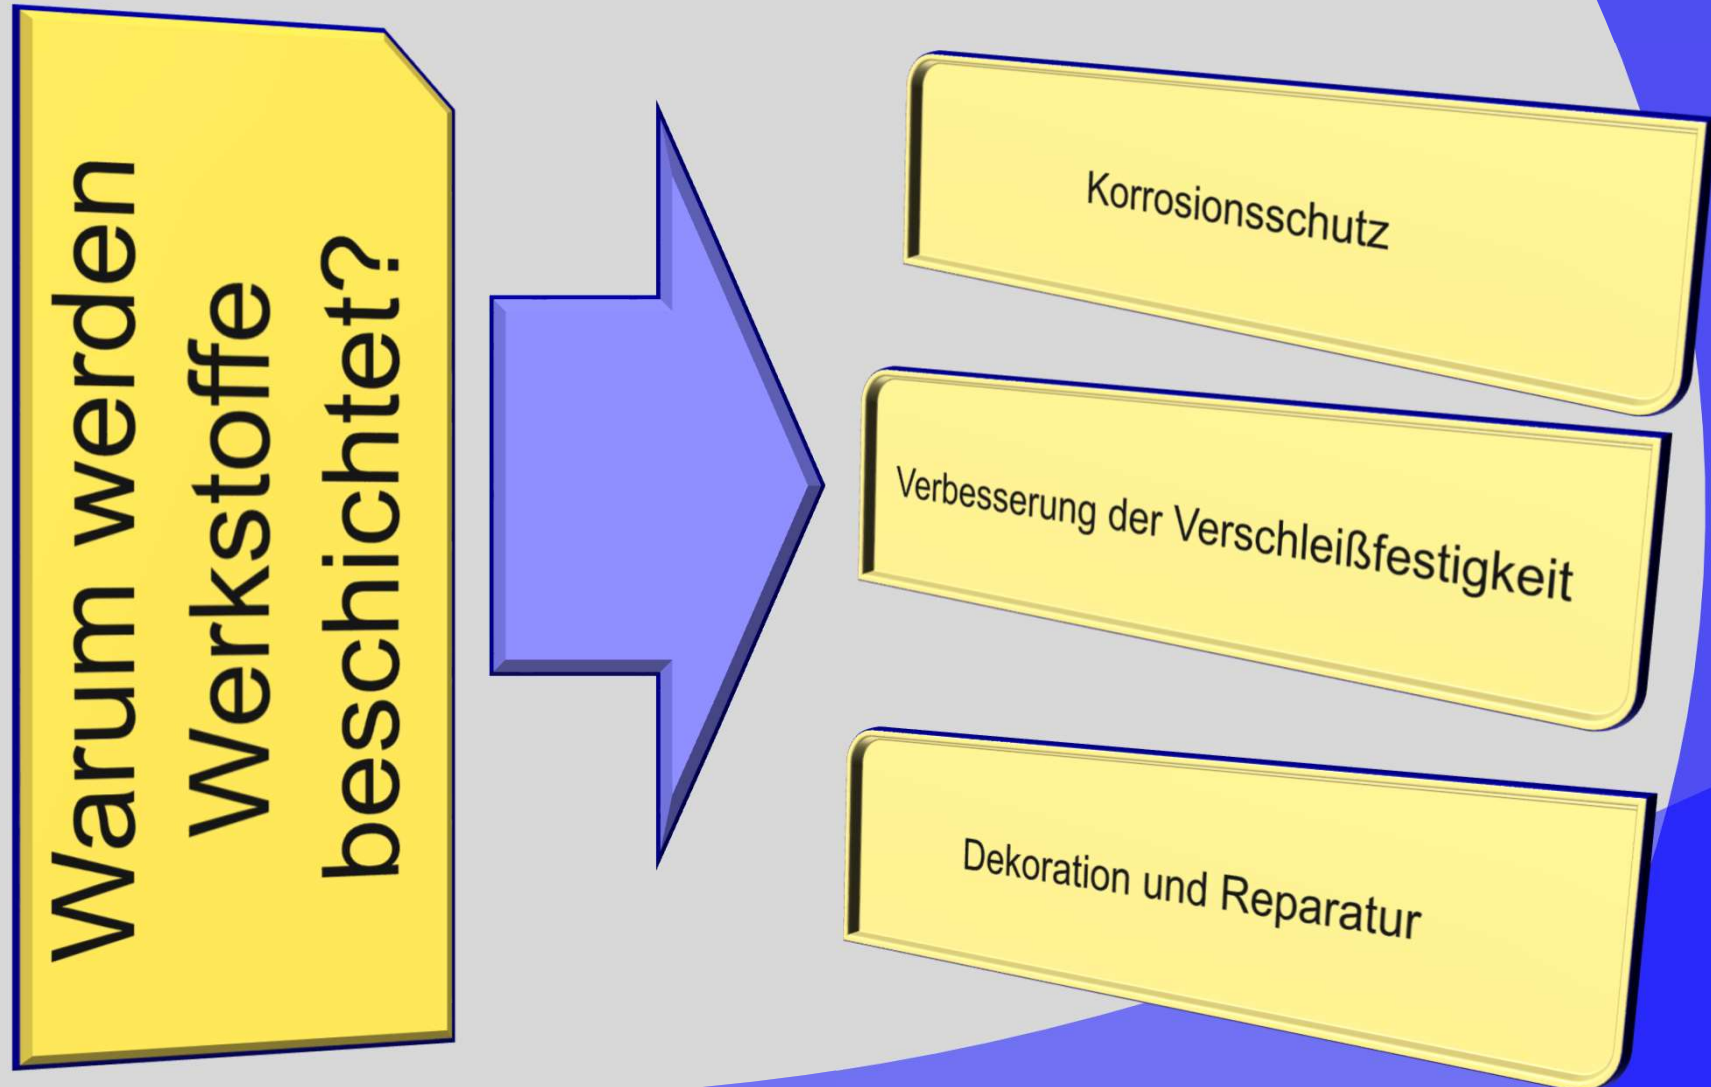 Warum werden
Werkstoffe
beschichtet?
Korrosionsschutz
Verbesserung der Verschleißfestigkeit
Dekoration und Reparatur